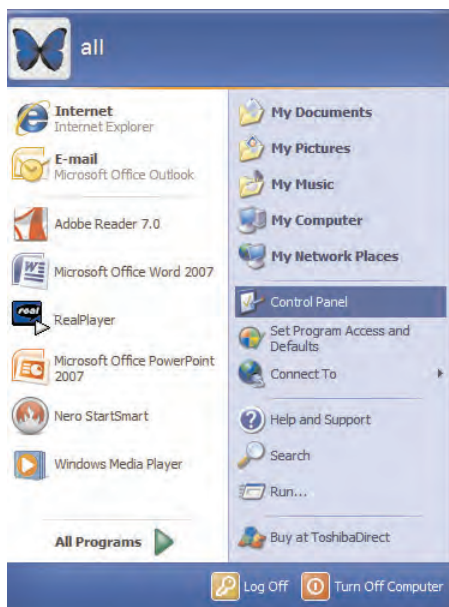 all
Internet
Internet Explorer
E-mail
Microsoft Office Outlook
Adobe Reader 7.0
Microsoft Office Word 2007
real
RealPlayer
Microsoft Office PowerPoint
2007
Nero StartSmart
Windows Media Player
All Programs
My Documents
My Pictures
My Music
My Computer
My Network Places
Control Panel
Set Program Access and
Defaults
Connect To
Help and Support
Search
Run...
Buy at ToshibaDirect
Log Off
Turn Off Computer